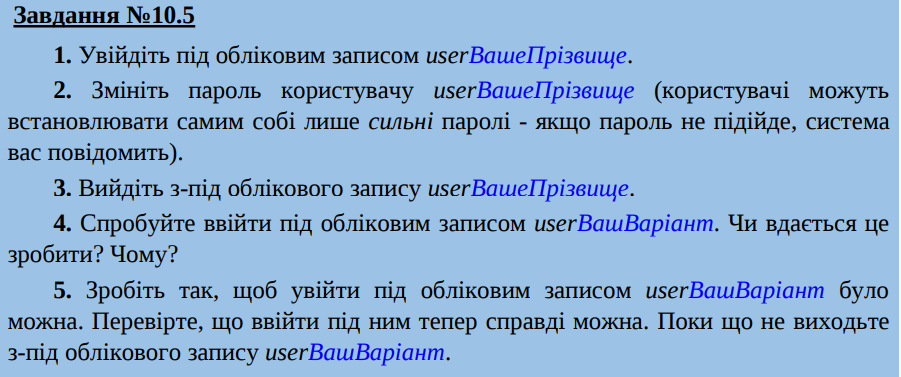 Завдання №10.5
1. Увійдіть під обліковим записом userВашеПрізвище.
2. Змініть пароль користувачу userВашеПрізвище (користувачі можуть
встановлювати самим собі лише сильні паролі - якщо пароль не підійде, система
вас повідомить).
3. Вийдіть з-під облікового запису userВашеПрізвище.
4. Спробуйте ввійти під обліковим записом userВашВаріант. Чи вдається це
зробити? Чому?
5. Зробіть так, щоб увійти під обліковим записом userВашВаріант було
можна. Перевірте, що ввійти під ним тепер справді можна. Поки що не виходьте
з-під облікового запису userВашВаріант.